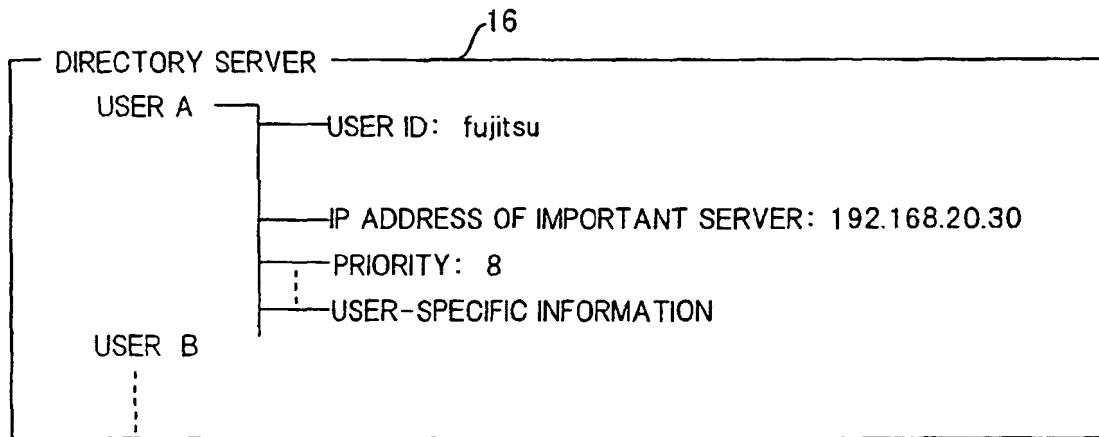 16
DIRECTORY SERVER
USER A
USER ID: fujitsu
IP ADDRESS OF IMPORTANT SERVER: 192.168.20.30
PRIORITY: 8
USER-SPECIFIC INFORMATION
USER B